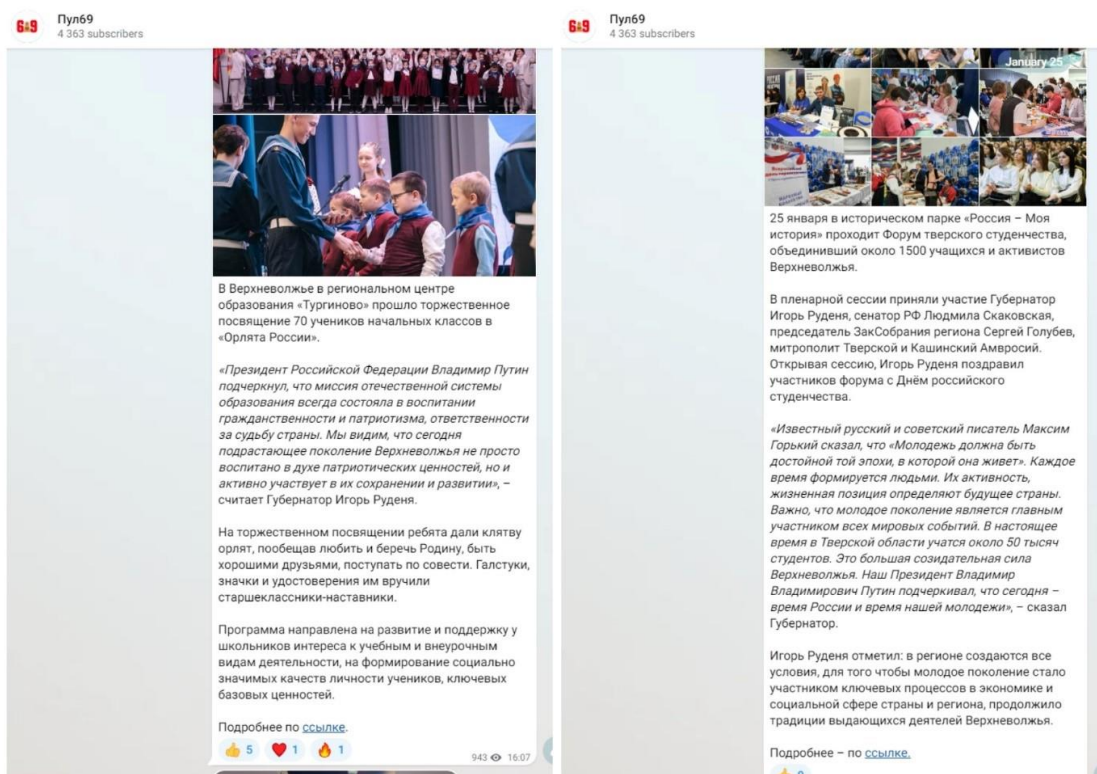 Пул69
4 363 subscribers
В Верхневолжье в региональном центре
образования «Тургиново» прошло торжественное
посвящение 70 учеников начальных классов в
«Орлята России».
«Президент Российской Федерации Владимир Путин
подчеркнул, что миссия отечественной системы
образования всегда состояла в воспитании
гражданственности и патриотизма, ответственности
за судьбу страны. Мы видим, что сегодня
подрастающее поколение Верхневолжья не просто
воспитано в духе патриотических ценностей, но и
активно участвует в их сохранении и развитии», –
считает Губернатор Игорь Руденя.
На торжественном посвящении ребята дали клятву
орлят, пообещав любить и беречь Родину, быть
хорошими друзьями, поступать по совести. Галстуки,
значки и удостоверения им вручили
старшеклассники-наставники.
Программа направлена на развитие и поддержку у
школьников интереса к учебным и внеурочным
видам деятельности, на формирование социально
значимых качеств личности учеников, ключевых
базовых ценностей.
Подробнее по ссылке.
5 1 1
943 16:07
Пул69
4 363 subscribers
January 25
25 января в историческом парке «Россия – Моя
история» проходит Форум тверского студенчества,
объединивший около 1500 учащихся и активистов
Верхневолжья.
В пленарной сессии приняли участие Губернатор
Игорь Руденя, сенатор РФ Людмила Скаковская,
председатель ЗакСобрания региона Сергей Голубев,
митрополит Тверской и Кашинский Амвросий.
Открывая сессию, Игорь Руденя поздравил
участников форума с Днём российского
студенчества.
«Известный русский и советский писатель Максим
Горький сказал, что «Молодежь должна быть
достойной той эпохи, в которой она живет». Каждое
время формируется людьми. Их активность,
жизненная позиция определяют будущее страны.
Важно, что молодое поколение является главным
участником всех мировых событий. В настоящее
время в Тверской области учатся около 50 тысяч
студентов. Это большая созидательная сила
Верхневолжья. Наш Президент Владимир
Владимирович Путин подчеркивал, что сегодня –
время России и время нашей молодежи», – сказал
Губернатор.
Игорь Руденя отметил: в регионе создаются все
условия, для того чтобы молодое поколение стало
участником ключевых процессов в экономике и
социальной сфере страны и региона, продолжило
традиции выдающихся деятелей Верхневолжья.
Подробнее – по ссылке.